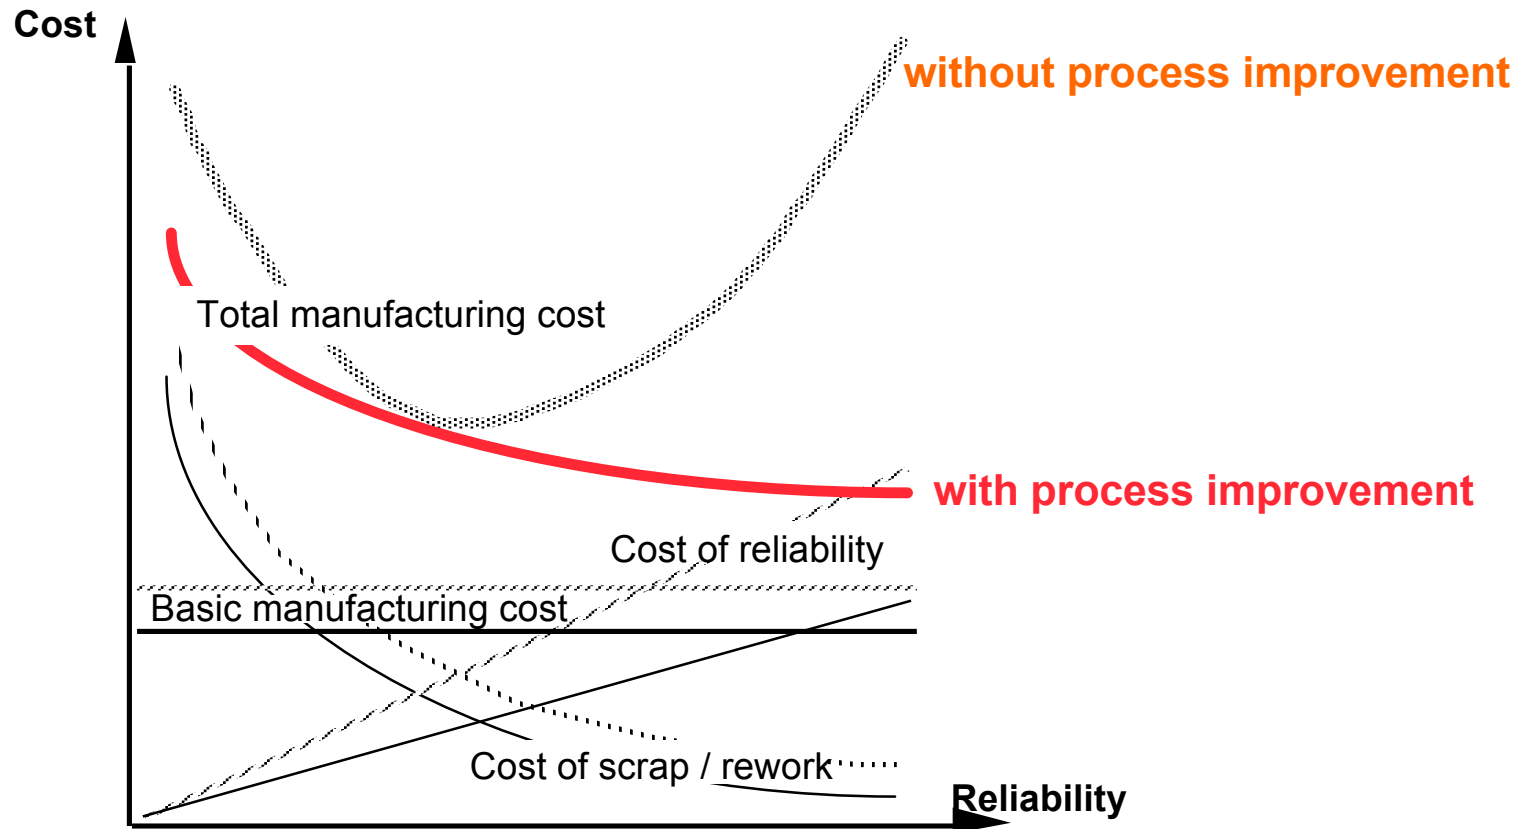 Cost
without process improvement
Total manufacturing cost
with process improvement
Cost of reliability
Basic manufacturing cost
Cost of scrap / rework
Reliability